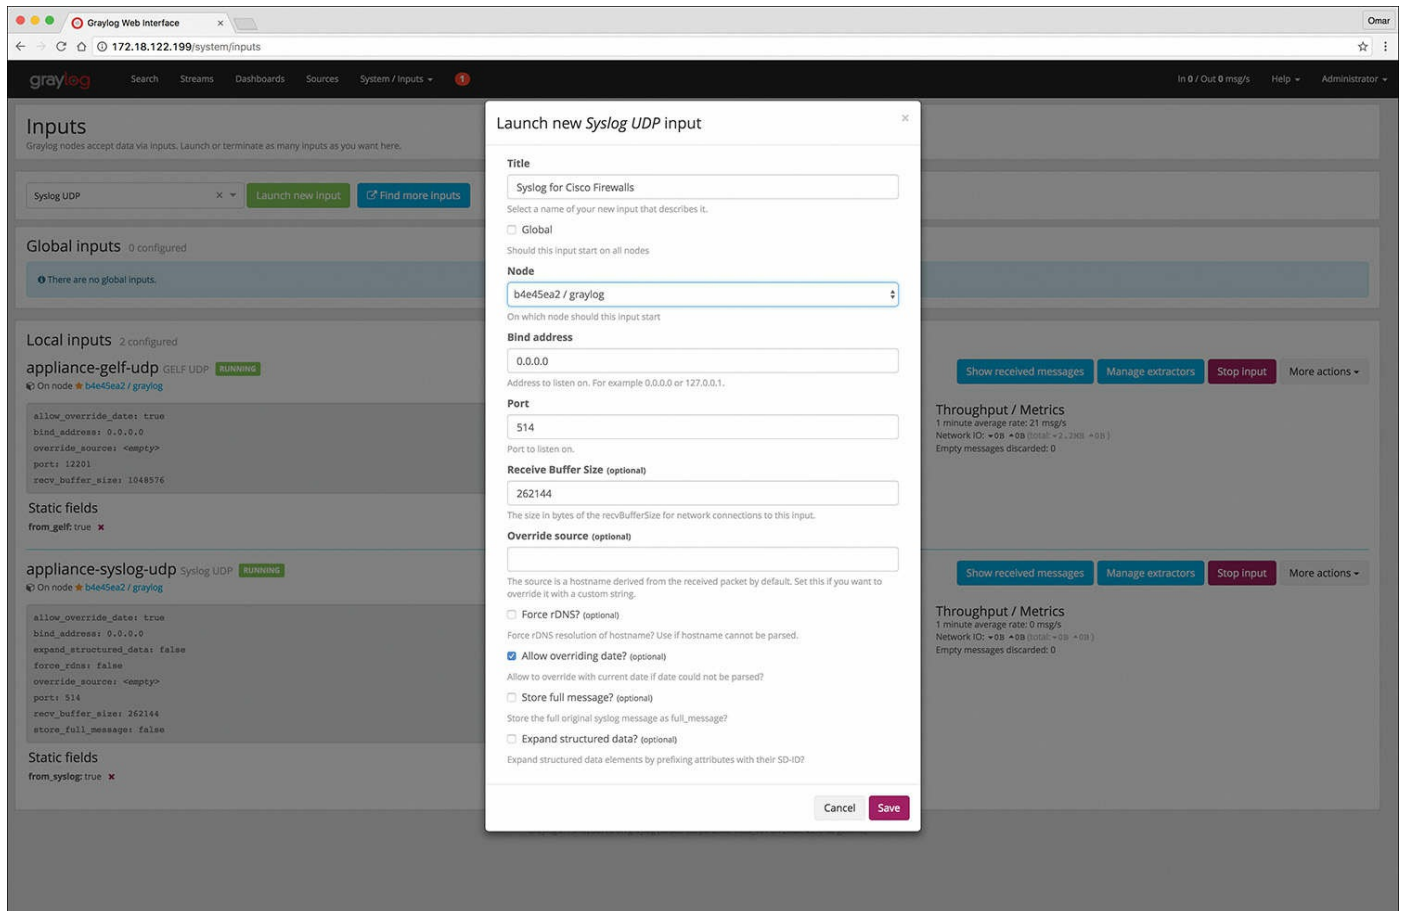 Graylog Web Interface
Omar
172.18.122.199/system/inputs
graylog Search Streams Dashboards Sources System / Inputs 1 In 0 / Out 0 msg/s Help Administrator
Inputs
Graylog nodes accept data via inputs. Launch or terminate as many inputs as you want here.
Syslog UDP Launch new input Find more inputs
Global inputs 0 configured
There are no global inputs.
Local inputs 2 configured
appliance-gelf-udp GELF UDP RUNNING
On node b4e45ea2 / graylog
Show received messages Manage extractors Stop input More actions
allow_override_date: true
bind_address: 0.0.0.0
override_source: <empty>
port: 12201
recv_buffer_size: 1048576
Throughput / Metrics
1 minute average rate: 21 msg/s
Network IO: 0B 0B (total: 2.2MB 0B)
Empty messages discarded: 0
Static fields
from_gelf: true
appliance-syslog-udp Syslog UDP RUNNING
On node b4e45ea2 / graylog
Show received messages Manage extractors Stop input More actions
allow_override_date: true
bind_address: 0.0.0.0
expand_structured_data: false
force_rdns: false
override_source: <empty>
port: 514
recv_buffer_size: 262144
store_full_message: false
Throughput / Metrics
1 minute average rate: 0 msg/s
Network IO: 0B 0B (total: 0B 0B)
Empty messages discarded: 0
Static fields
from_syslog: true
Launch new Syslog UDP input
Title
Syslog for Cisco Firewalls
Select a name of your new input that describes it.
Global
Should this input start on all nodes
Node
b4e45ea2 / graylog
On which node should this input start
Bind address
0.0.0.0
Address to listen on. For example 0.0.0.0 or 127.0.0.1.
Port
514
Port to listen on.
Receive Buffer Size (optional)
262144
The size in bytes of the recvBufferSize for network connections to this input.
Override source (optional)
The source is a hostname derived from the received packet by default. Set this if you want to
override it with a custom string.
Force rDNS? (optional)
Force rDNS resolution of hostname? Use if hostname cannot be parsed.
Allow overriding date? (optional)
Allow to override with current date if date could not be parsed?
Store full message? (optional)
Store the full original syslog message as full_message?
Expand structured data? (optional)
Expand structured data elements by prefixing attributes with their SD-ID?
Cancel Save